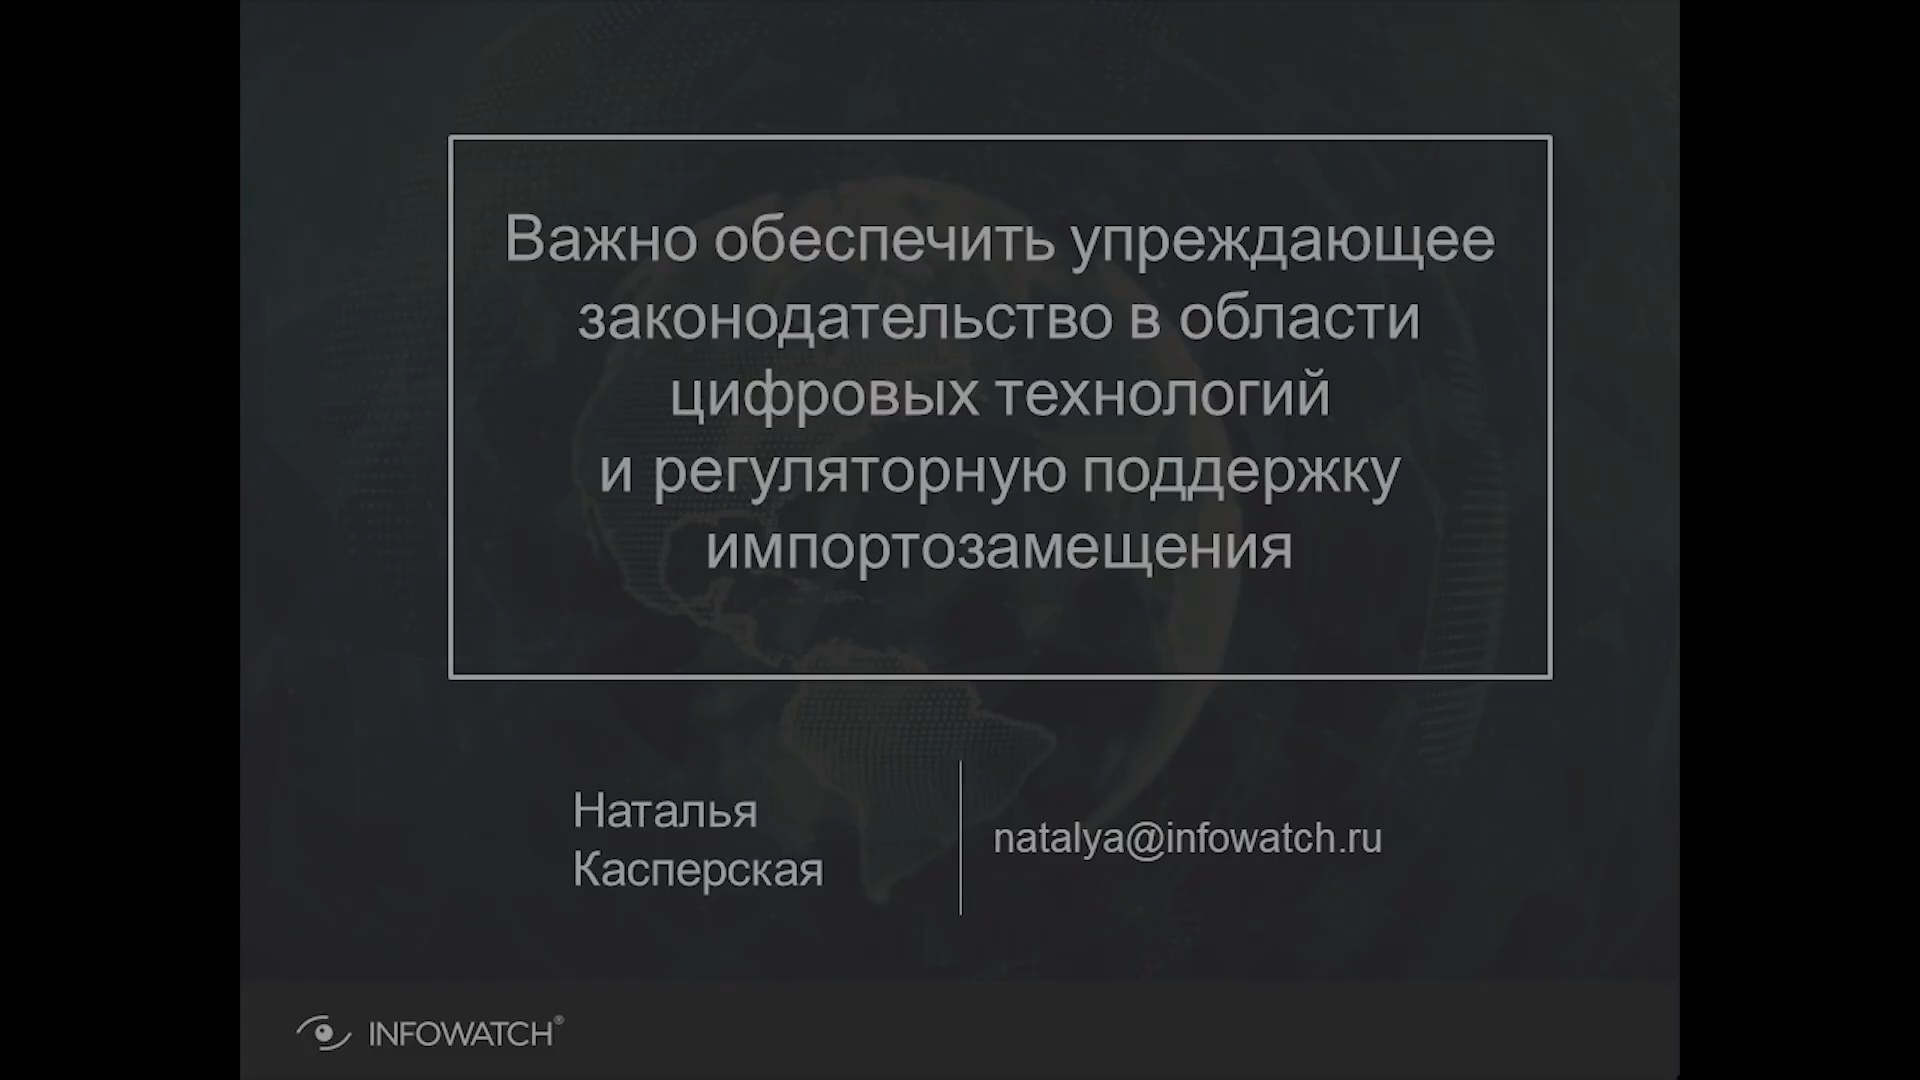 Важно обеспечить упреждающее
законодательство в области
цифровых технологий
и регуляторную поддержку
импортозамещения
Наталья
Касперская
natalya@infowatch.ru
INFOWATCH®